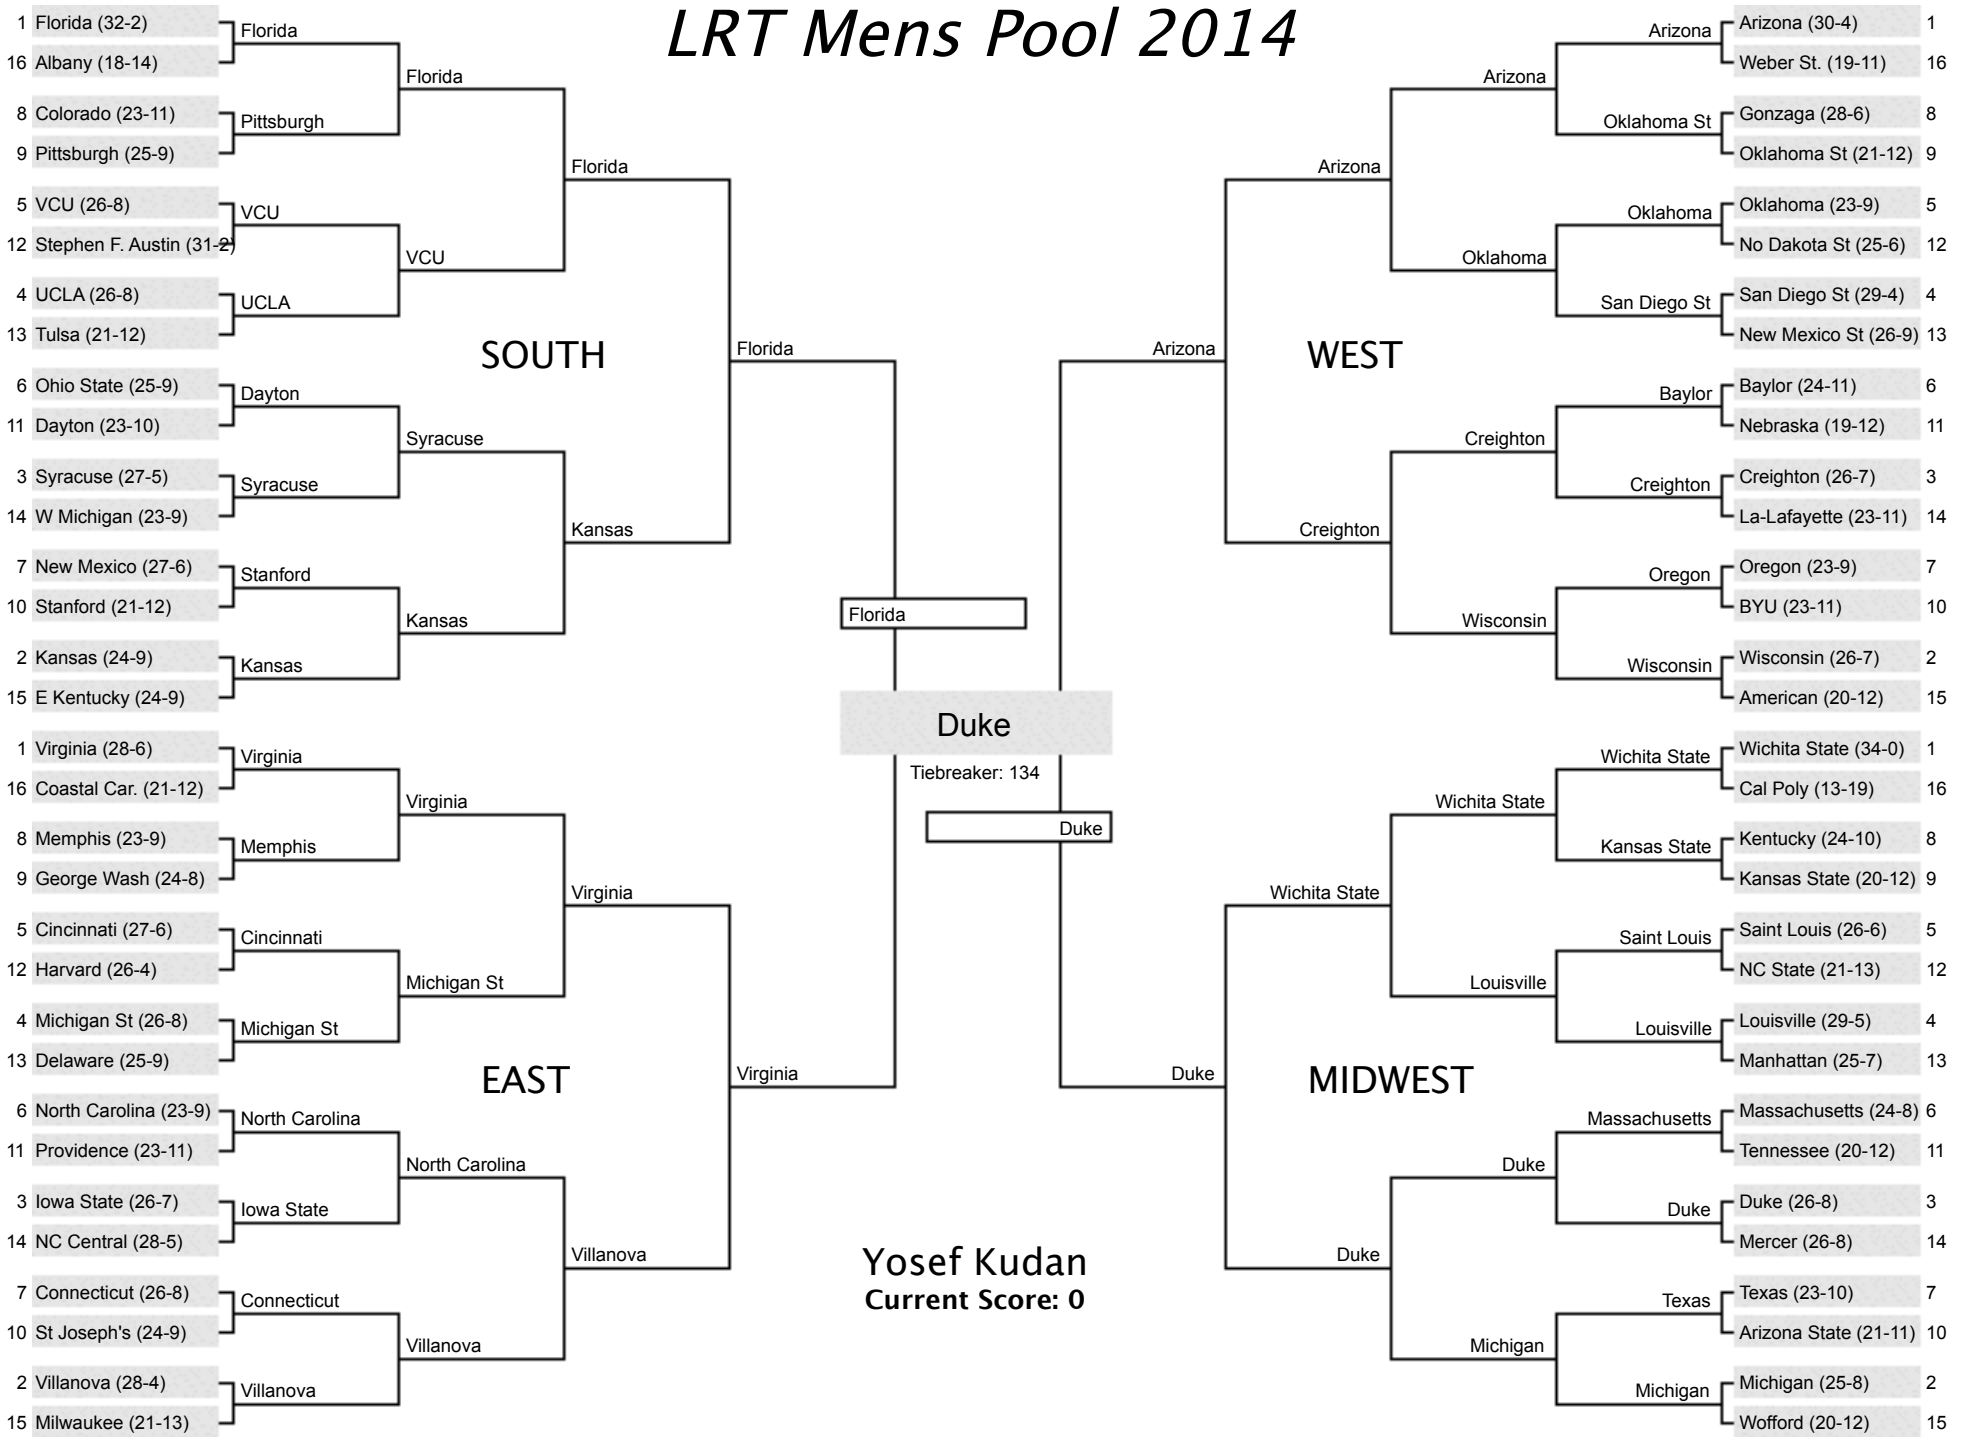 LRT Mens Pool 2014
1 Florida (32-2)
16 Albany (18-14)
8 Colorado (23-11)
9 Pittsburgh (25-9)
5 VCU (26-8)
12 Stephen F. Austin (31-2)
4 UCLA (26-8)
13 Tulsa (21-12)
6 Ohio State (25-9)
11 Dayton (23-10)
3 Syracuse (27-5)
14 W Michigan (23-9)
7 New Mexico (27-6)
10 Stanford (21-12)
2 Kansas (24-9)
15 E Kentucky (24-9)
Florida
Pittsburgh
VCU
UCLA
Dayton
Syracuse
Stanford
Kansas
Florida
VCU
Syracuse
Kansas
Florida
Kansas
SOUTH
Florida
1 Virginia (28-6)
16 Coastal Car. (21-12)
8 Memphis (23-9)
9 George Wash (24-8)
5 Cincinnati (27-6)
12 Harvard (26-4)
4 Michigan St (26-8)
13 Delaware (25-9)
6 North Carolina (23-9)
11 Providence (23-11)
3 Iowa State (26-7)
14 NC Central (28-5)
7 Connecticut (26-8)
10 St Joseph's (24-9)
2 Villanova (28-4)
15 Milwaukee (21-13)
Virginia
Memphis
Cincinnati
Michigan St
North Carolina
Iowa State
Connecticut
Villanova
Virginia
Michigan St
North Carolina
Villanova
Virginia
Villanova
EAST
Virginia
Florida
Duke
Tiebreaker: 134
Duke
Yosef Kudan
Current Score: 0
Arizona (30-4) 1
Weber St. (19-11) 16
Gonzaga (28-6) 8
Oklahoma St (21-12) 9
Oklahoma (23-9) 5
No Dakota St (25-6) 12
San Diego St (29-4) 4
New Mexico St (26-9) 13
Baylor (24-11) 6
Nebraska (19-12) 11
Creighton (26-7) 3
La-Lafayette (23-11) 14
Oregon (23-9) 7
BYU (23-11) 10
Wisconsin (26-7) 2
American (20-12) 15
Arizona
Oklahoma St
Oklahoma
San Diego St
Baylor
Creighton
Oregon
Wisconsin
Arizona
Oklahoma
Creighton
Wisconsin
Arizona
Creighton
WEST
Arizona
Wichita State (34-0) 1
Cal Poly (13-19) 16
Kentucky (24-10) 8
Kansas State (20-12) 9
Saint Louis (26-6) 5
NC State (21-13) 12
Louisville (29-5) 4
Manhattan (25-7) 13
Massachusetts (24-8) 6
Tennessee (20-12) 11
Duke (26-8) 3
Mercer (26-8) 14
Texas (23-10) 7
Arizona State (21-11) 10
Michigan (25-8) 2
Wofford (20-12) 15
Wichita State
Kansas State
Saint Louis
Louisville
Massachusetts
Duke
Texas
Michigan
Wichita State
Louisville
Duke
Michigan
Wichita State
Duke
MIDWEST
Duke